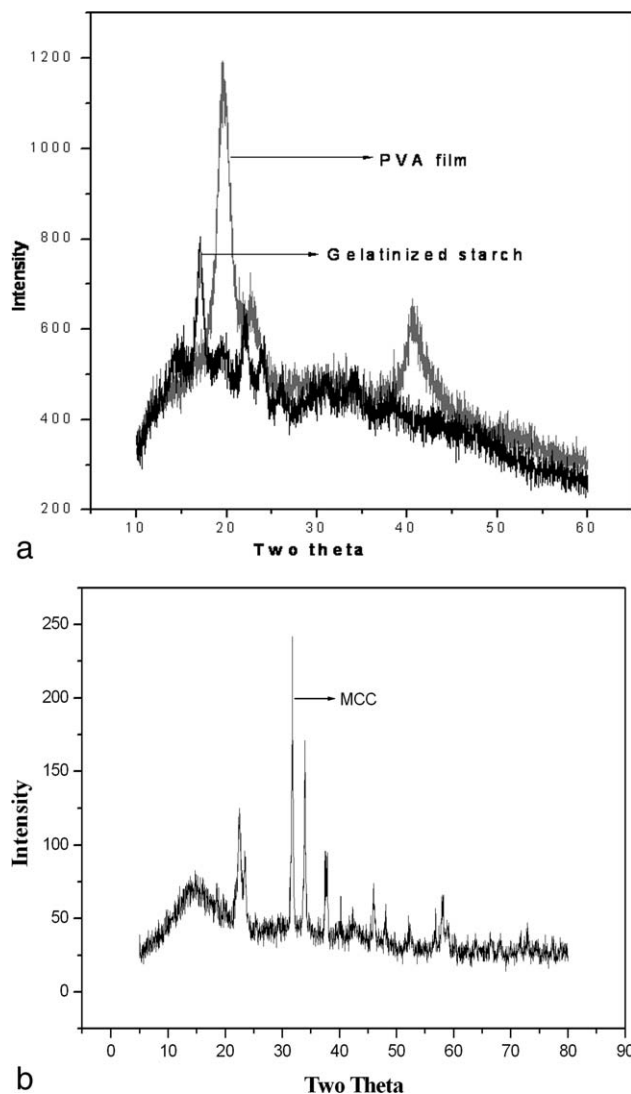 1200
1000
PVA film
800
Gelatinized starch
Intensity
600
400
200
10 20 30 40 50 60
Two theta
a
250
200
MCC
150
Intensity
100
50
0
0 10 20 30 40 50 60 70 80 90
Two Theta
b